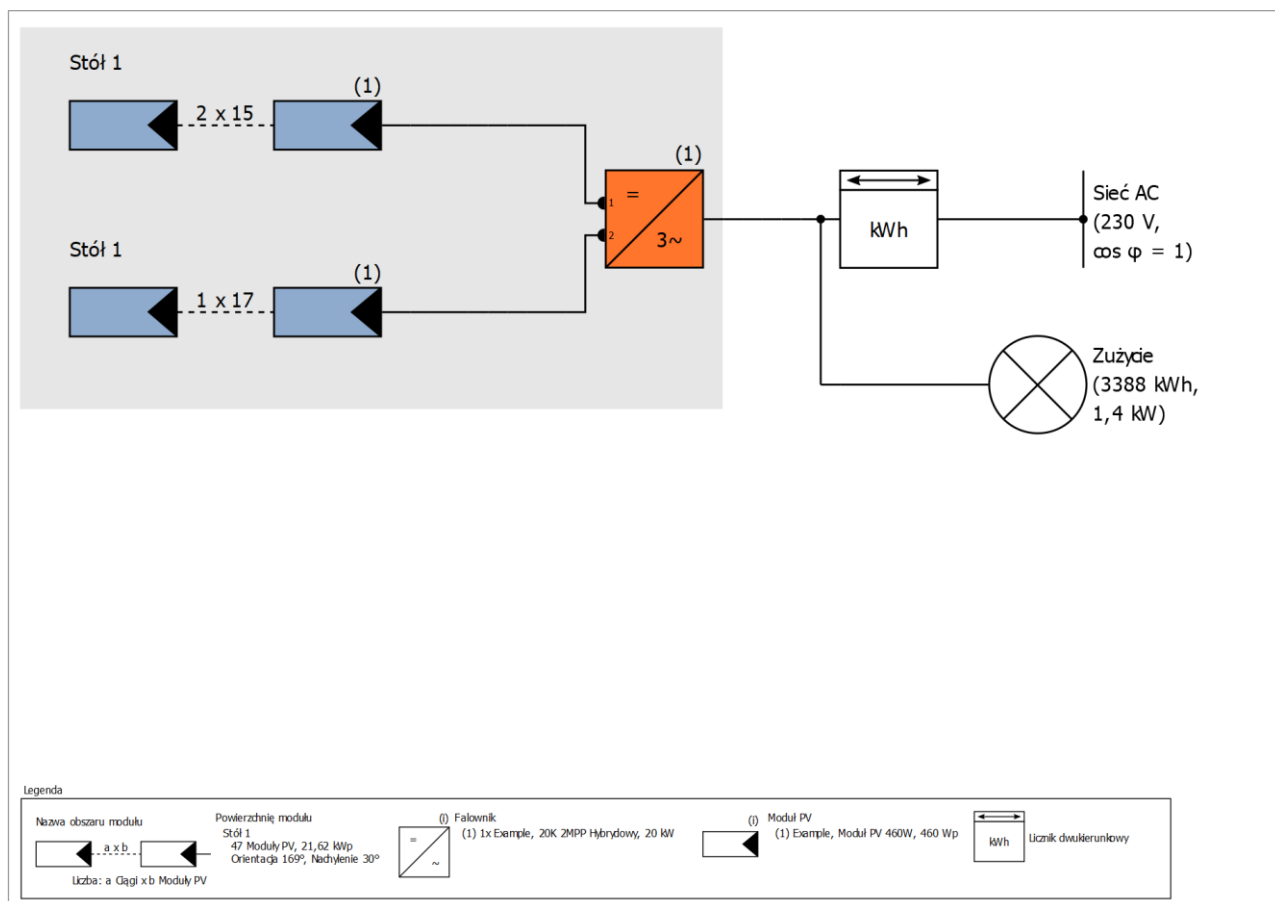 Stół 1
(1)
2 x 15
(1)
1
=
2
3~
kWh
Sieć AC
(230 V,
cos φ = 1)
Stół 1
(1)
1 x 17
Zużycie
(3388 kWh,
1,4 kW)
Legenda
Nazwa obszaru modułu
a x b
Liczba: a Ciągi x b Moduły PV
Powierzchnię modułu
Stół 1
47 Moduły PV, 21,62 kWp
Orientacja 169°, Nachylenie 30°
=
~
(i) Falownik
(1) 1x Example, 20K 2MPP Hybrydowy, 20 kW
(i) Moduł PV
(1) Example, Moduł PV 460W, 460 Wp
kWh
Licznik dwukierunkowy